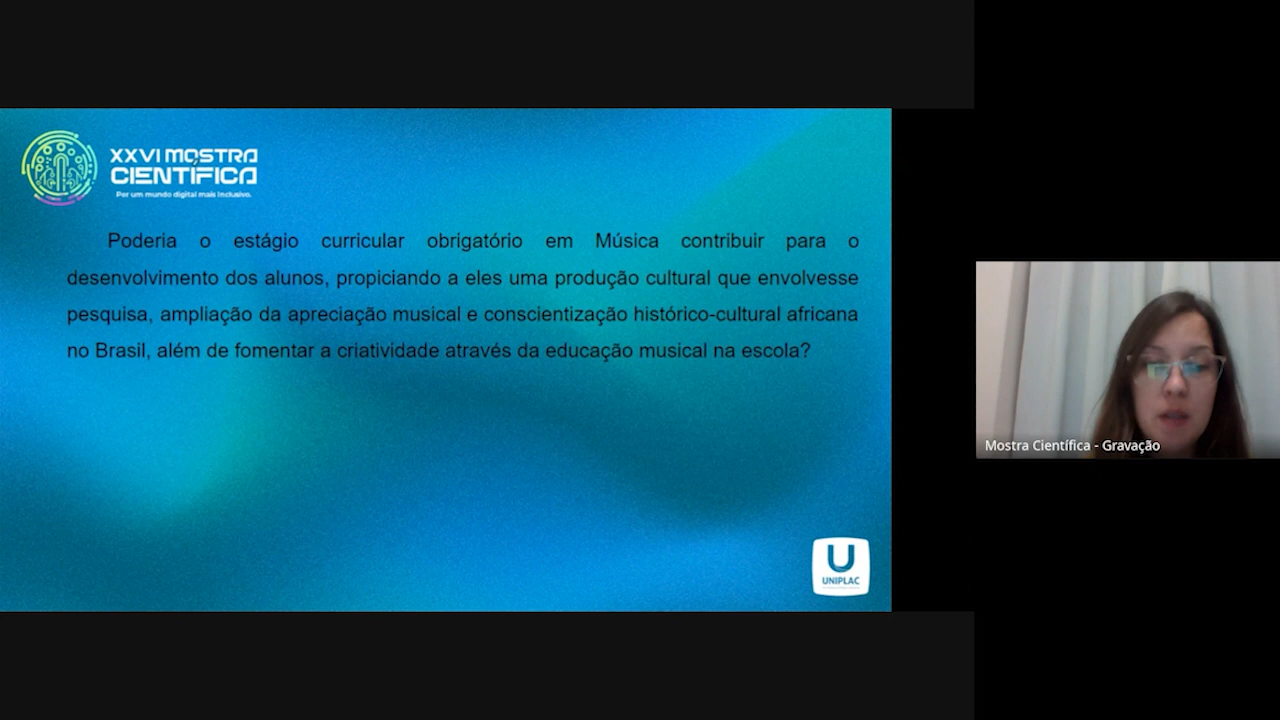 XXVI MOSTRA
CIENTÍFICA
Per um mundo digital mais Inclusivo.
Poderia o estágio curricular obrigatório em Música contribuir para o
desenvolvimento dos alunos, propiciando a eles uma produção cultural que envolvesse
pesquisa, ampliação da apreciação musical e conscientização histórico-cultural africana
no Brasil, além de fomentar a criatividade através da educação musical na escola?
Mostra Científica - Gravação
U
UNIPLAC